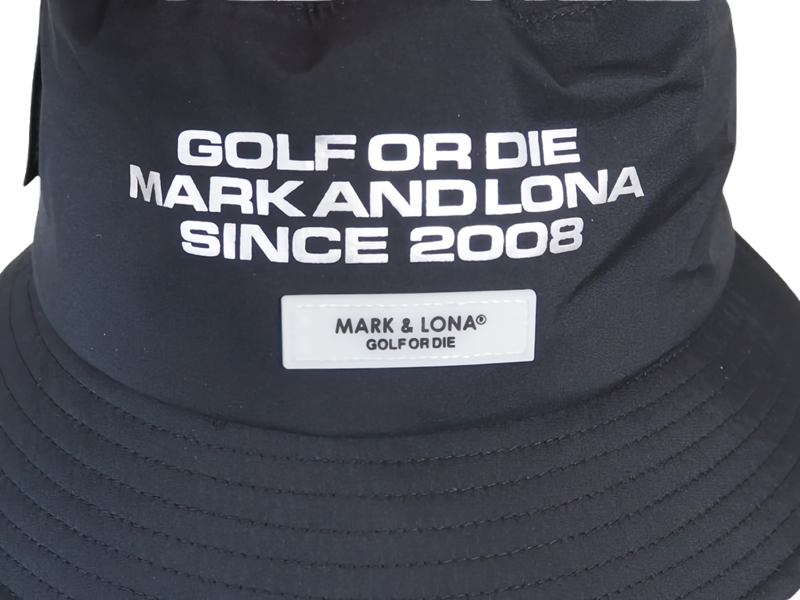 GOLF OR DIE
MARK AND LONA
SINCE 2008
MARK & LONA®
GOLF OR DIE